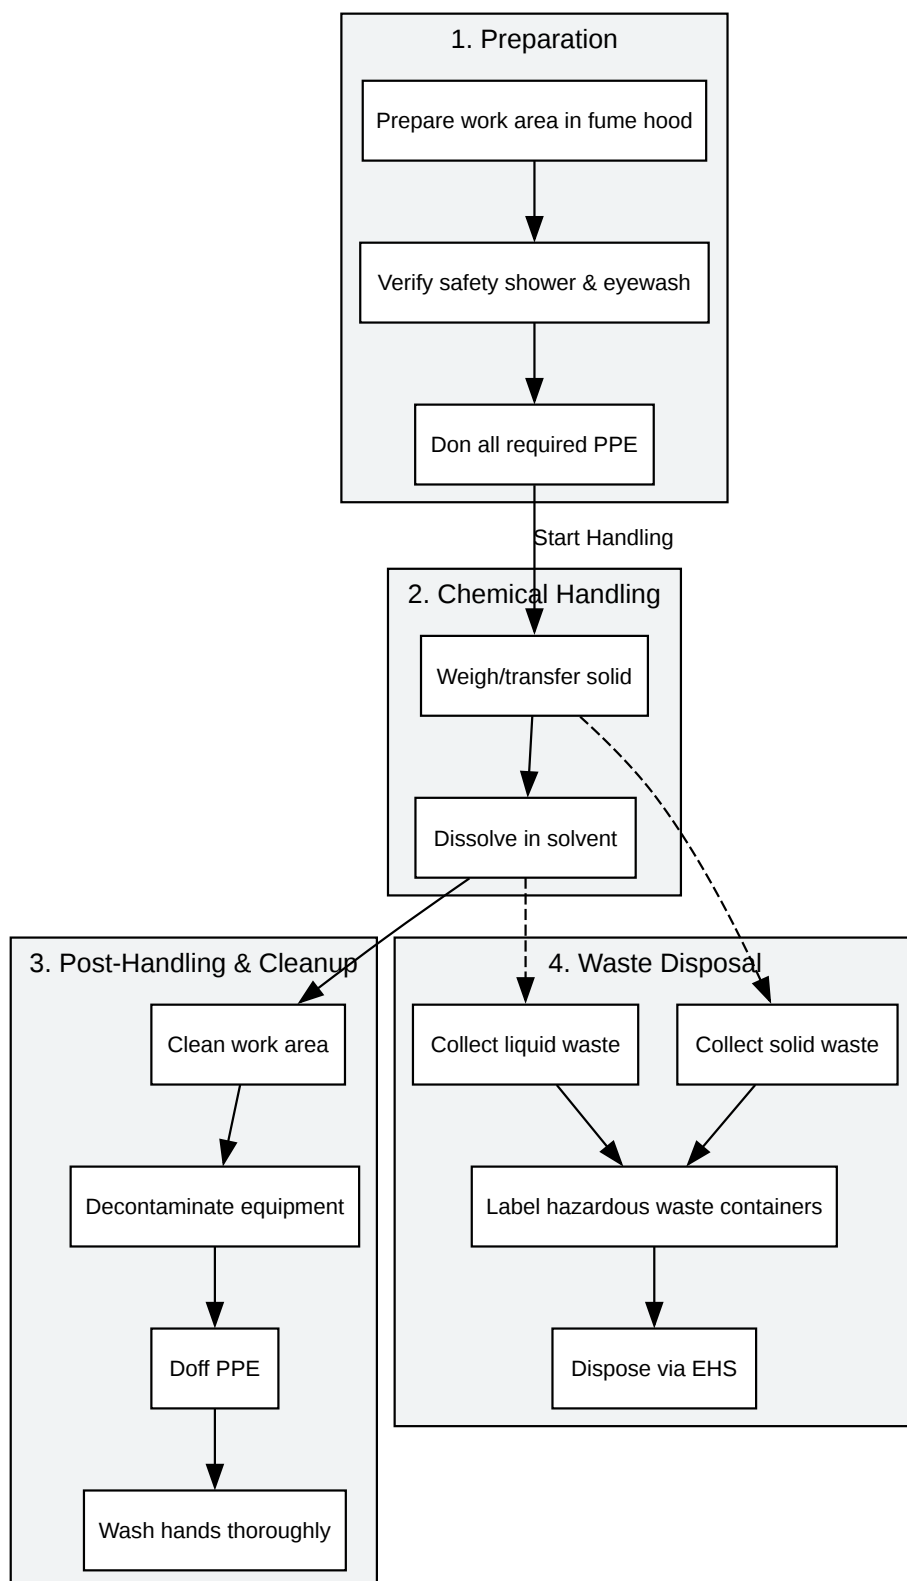 1. Preparation
Prepare work area in fume hood
Verify safety shower & eyewash
Don all required PPE
Start Handling
2. Chemical Handling
Weigh/transfer solid
Dissolve in solvent
3. Post-Handling & Cleanup
Clean work area
Decontaminate equipment
Doff PPE
Wash hands thoroughly
4. Waste Disposal
Collect liquid waste
Collect solid waste
Label hazardous waste containers
Dispose via EHS